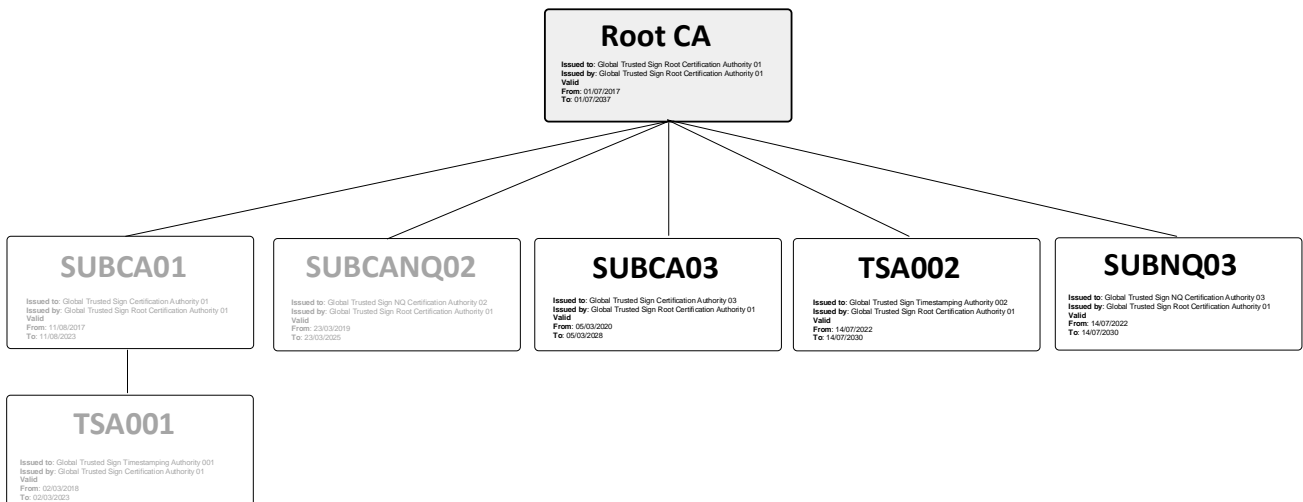 Root CA
Issued to: Global Trusted Sign Root Certification Authority 01
Issued by: Global Trusted Sign Root Certification Authority 01
Valid
From: 01/07/2017
To: 01/07/2037
SUBCA01
Issued to: Global Trusted Sign Certification Authority 01
Issued by: Global Trusted Sign Root Certification Authority 01
Valid
From: 11/08/2017
To: 11/08/2023
SUBCANQ02
Issued to: Global Trusted Sign NQ Certification Authority 02
Issued by: Global Trusted Sign Root Certification Authority 01
Valid
From: 23/03/2019
To: 23/03/2025
SUBCA03
Issued to: Global Trusted Sign Certification Authority 03
Issued by: Global Trusted Sign Root Certification Authority 01
Valid
From: 05/03/2020
To: 05/03/2028
TSA002
Issued to: Global Trusted Sign Timestamping Authority 002
Issued by: Global Trusted Sign Root Certification Authority 01
Valid
From: 14/07/2022
To: 14/07/2030
SUBNQ03
Issued to: Global Trusted Sign NQ Certification Authority 03
Issued by: Global Trusted Sign Root Certification Authority 01
Valid
From: 14/07/2022
To: 14/07/2030
TSA001
Issued to: Global Trusted Sign Timestamping Authority 001
Issued by: Global Trusted Sign Certification Authority 01
Valid
From: 02/03/2018
To: 02/03/2023